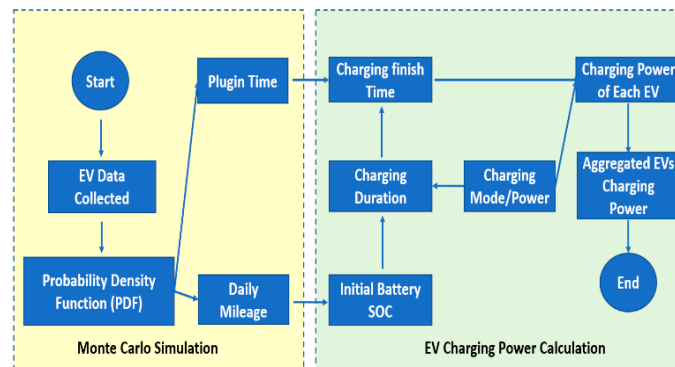 Start
EV Data
Collected
Probability Density
Function (PDF)
Plugin Time
Daily
Mileage
Monte Carlo Simulation
Charging finish
Time
Charging
Duration
Initial Battery
SOC
Charging
Mode/Power
Charging Power
of Each EV
Aggregated EVs
Charging
Power
End
EV Charging Power Calculation